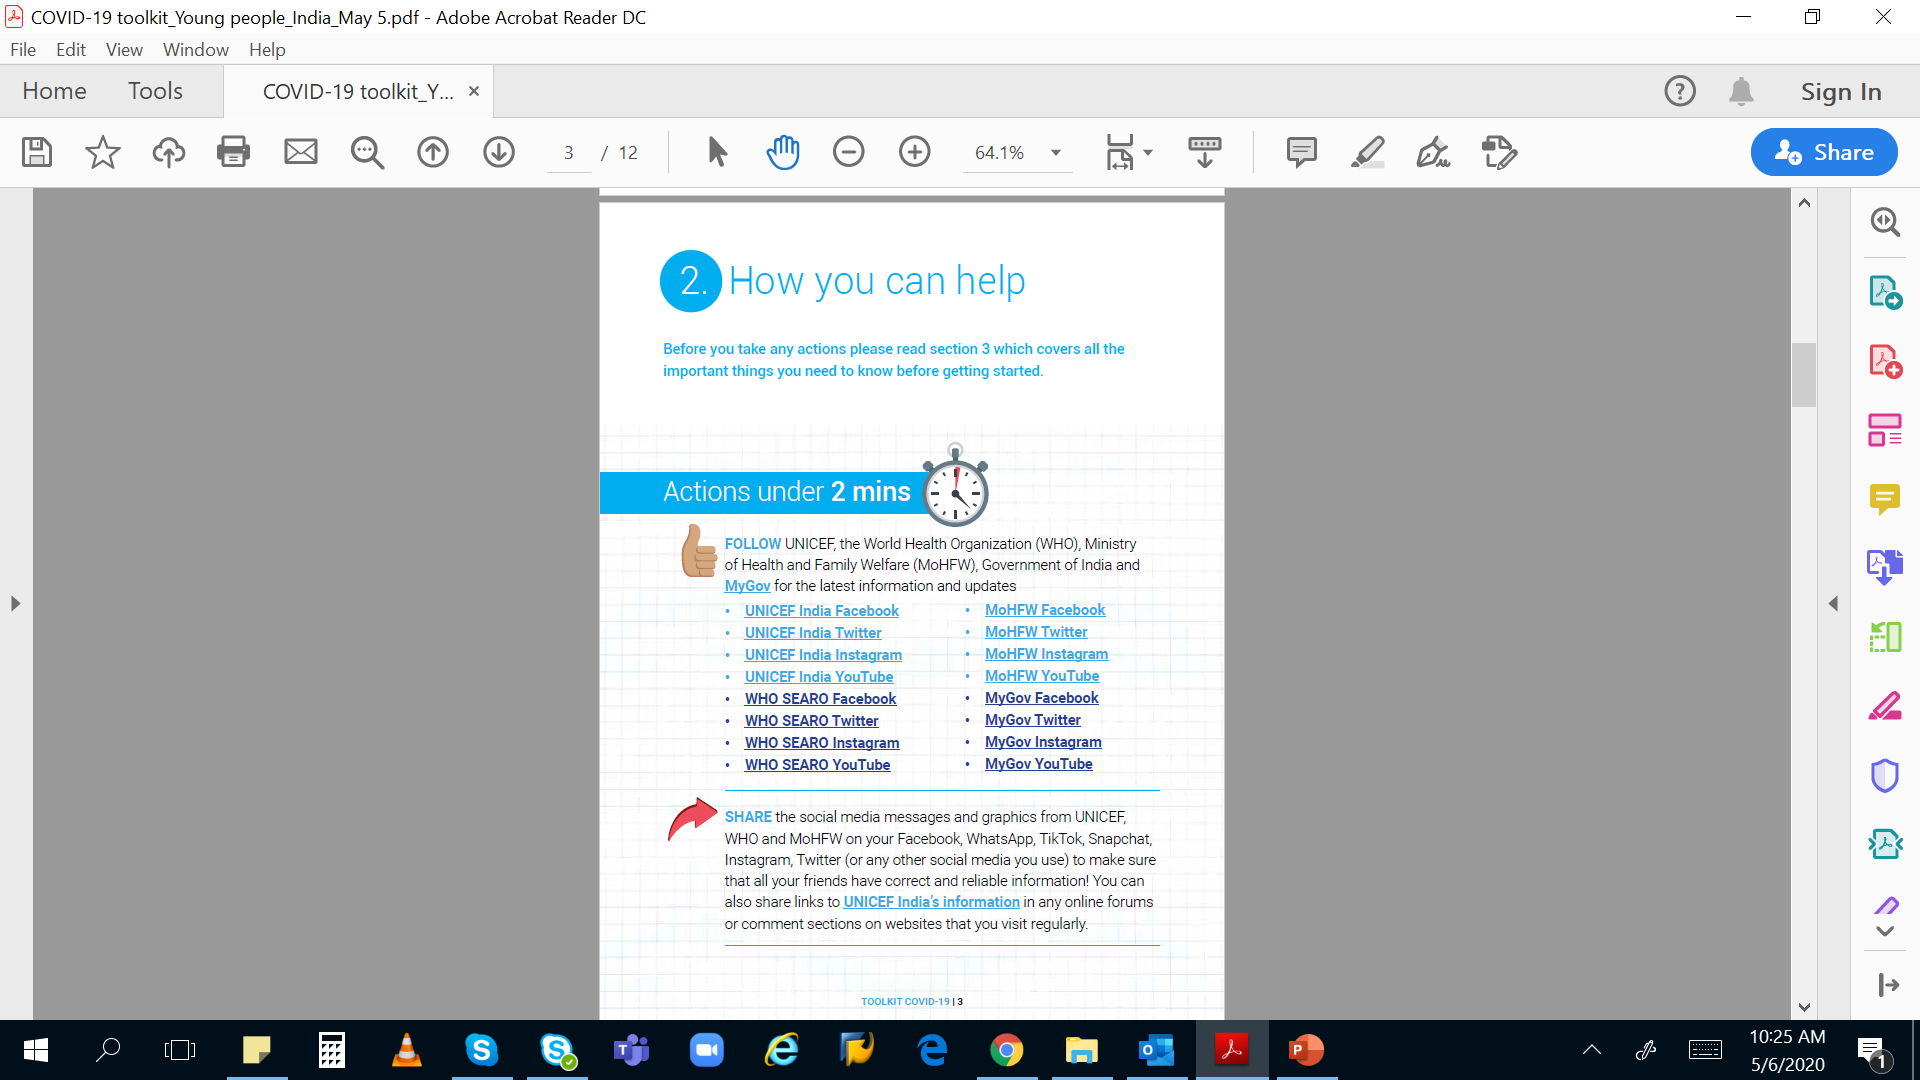 COVID-19 toolkit_Young people_India_May 5.pdf - Adobe Acrobat Reader DC
File Edit View Window Help
Home Tools COVID-19 toolkit_Y... × Sign In
3 / 12 64.1% Share
2. How you can help
Before you take any actions please read section 3 which covers all the
important things you need to know before getting started.
Actions under 2 mins
FOLLOW UNICEF, the World Health Organization (WHO), Ministry
of Health and Family Welfare (MoHFW), Government of India and
MyGov for the latest information and updates
• UNICEF India Facebook
• UNICEF India Twitter
• UNICEF India Instagram
• UNICEF India YouTube
• WHO SEARO Facebook
• WHO SEARO Twitter
• WHO SEARO Instagram
• WHO SEARO YouTube
• MoHFW Facebook
• MoHFW Twitter
• MoHFW Instagram
• MoHFW YouTube
• MyGov Facebook
• MyGov Twitter
• MyGov Instagram
• MyGov YouTube
SHARE the social media messages and graphics from UNICEF,
WHO and MoHFW on your Facebook, WhatsApp, TikTok, Snapchat,
Instagram, Twitter (or any other social media you use) to make sure
that all your friends have correct and reliable information! You can
also share links to UNICEF India's information in any online forums
or comment sections on websites that you visit regularly.
TOOLKIT COVID-19 | 3
10:25 AM
5/6/2020
1